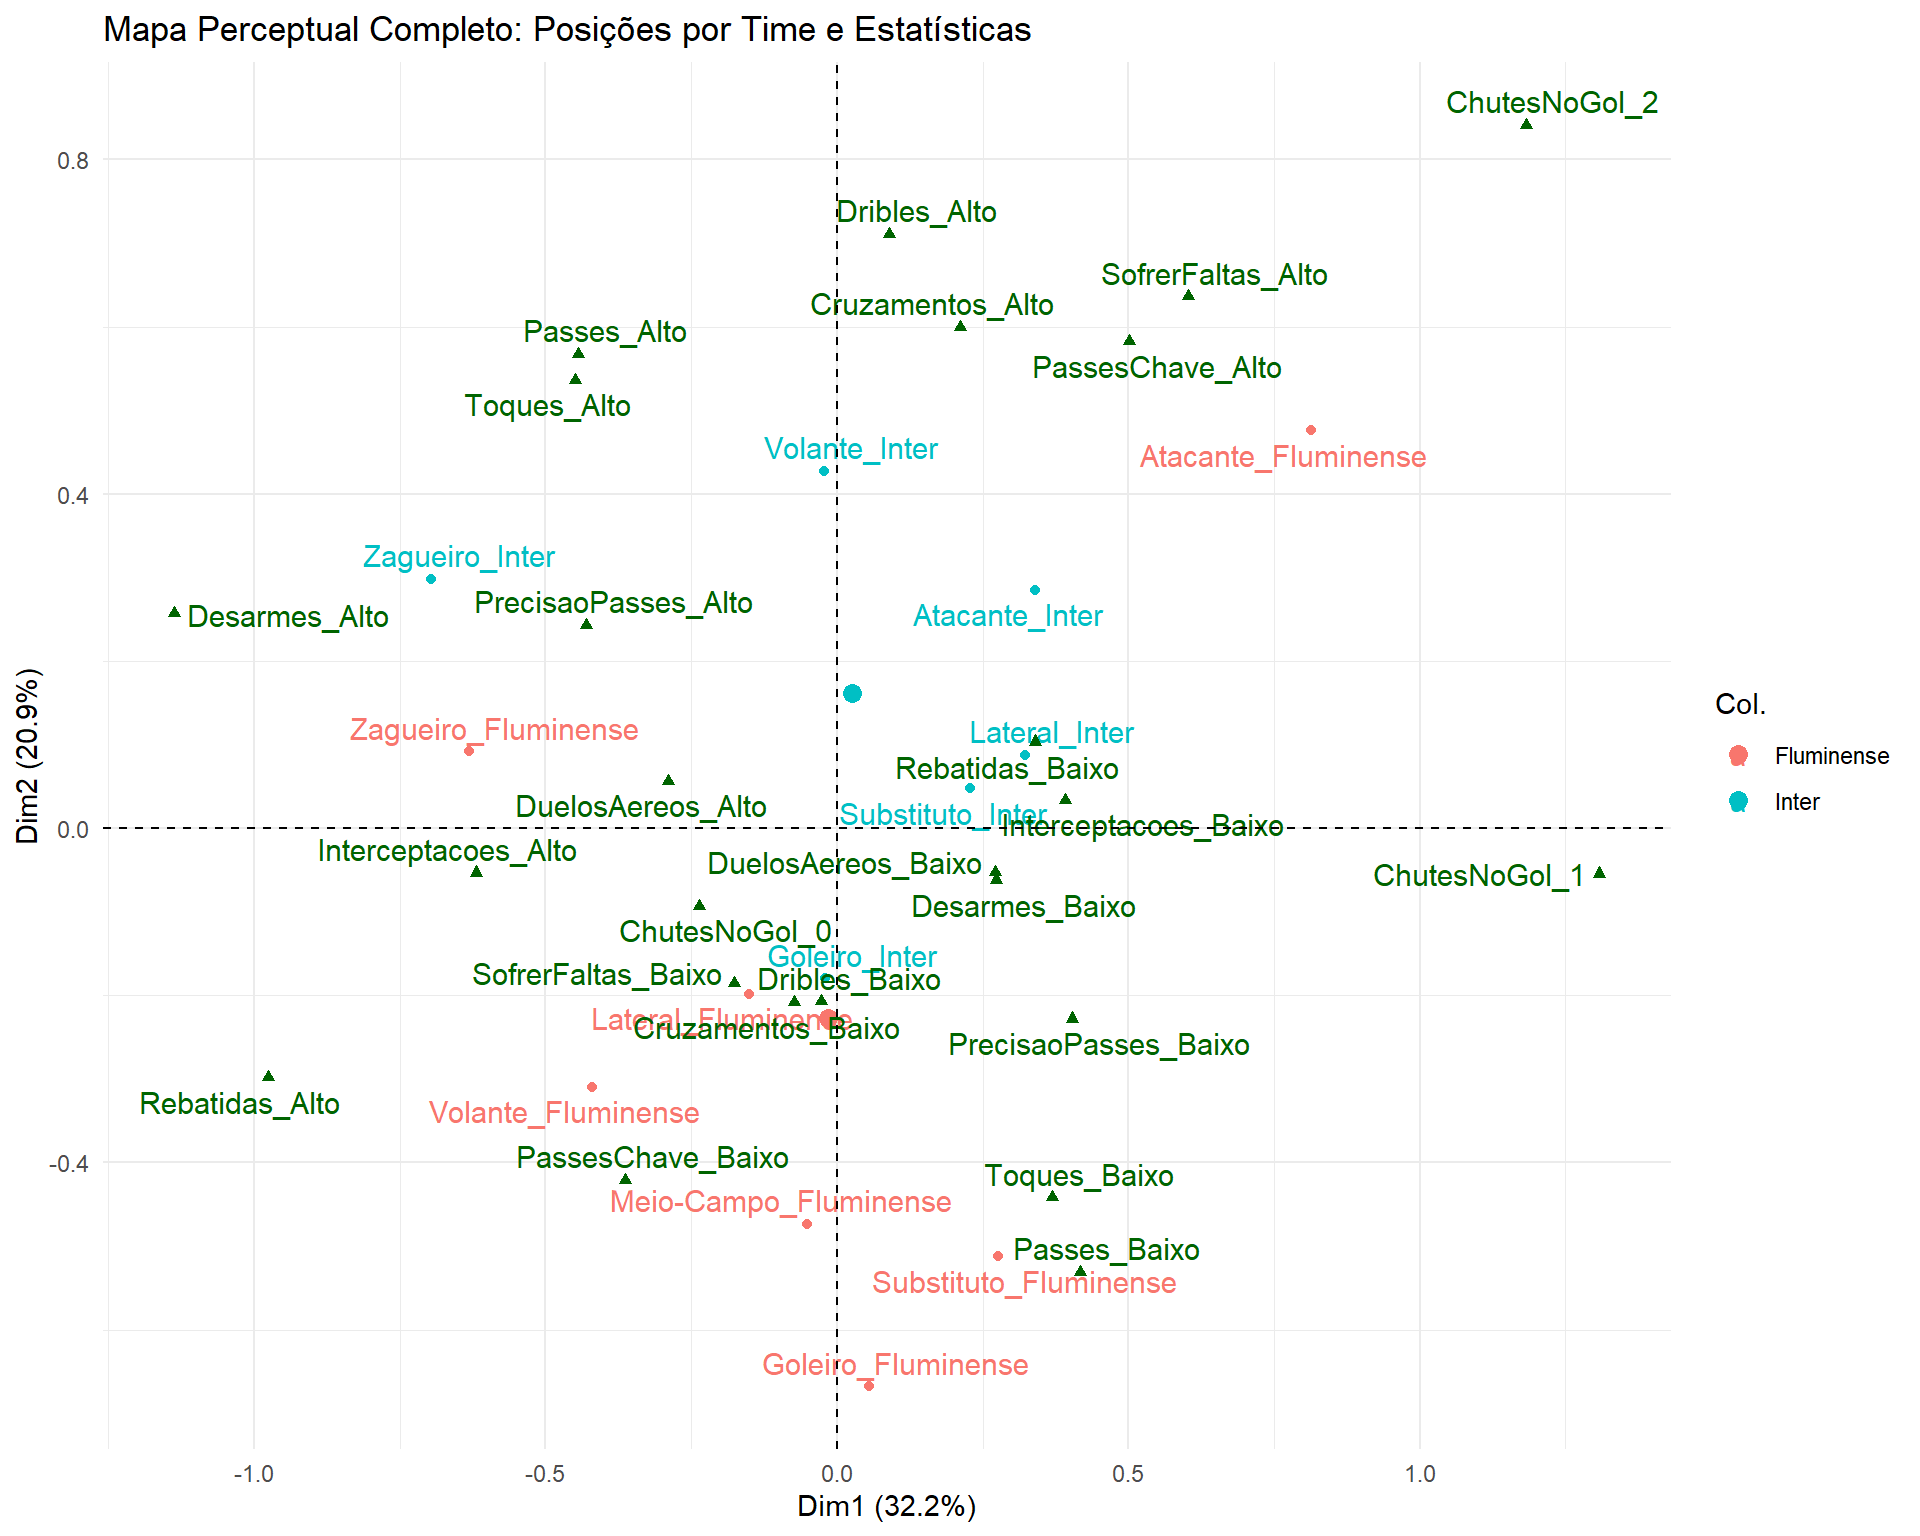 Mapa Perceptual Completo: Posições por Time e Estatísticas
ChutesNoGol_2
0.8
Dribles_Alto
SofrerFaltas_Alto
Cruzamentos_Alto
Passes_Alto
PassesChave_Alto
Toques_Alto
Volante_Inter
Atacante_Fluminense
0.4
Zagueiro_Inter
PrecisaoPasses_Alto
Desarmes_Alto
Atacante_Inter
Dim2 (20.9%)
Col.
Zagueiro_Fluminense
Lateral_Inter
Fluminense
Rebatidas_Baixo
Inter
DuelosAereos_Alto
Substituto_Inter
0.0
Interceptacoes_Baixo
Interceptacoes_Alto
DuelosAereos_Baixo
ChutesNoGol_1
Desarmes_Baixo
ChutesNoGol_0
Goleiro_Inter
SofrerFaltas_Baixo
Dribles_Baixo
Lateral_Fluminense
Cruzamentos_Baixo
PrecisaoPasses_Baixo
Rebatidas_Alto
Volante_Fluminense
PassesChave_Baixo
-0.4
Toques_Baixo
Meio-Campo_Fluminense
Passes_Baixo
Substituto_Fluminense
Goleiro_Fluminense
-1.0
-0.5
0.0
0.5
1.0
Dim1 (32.2%)